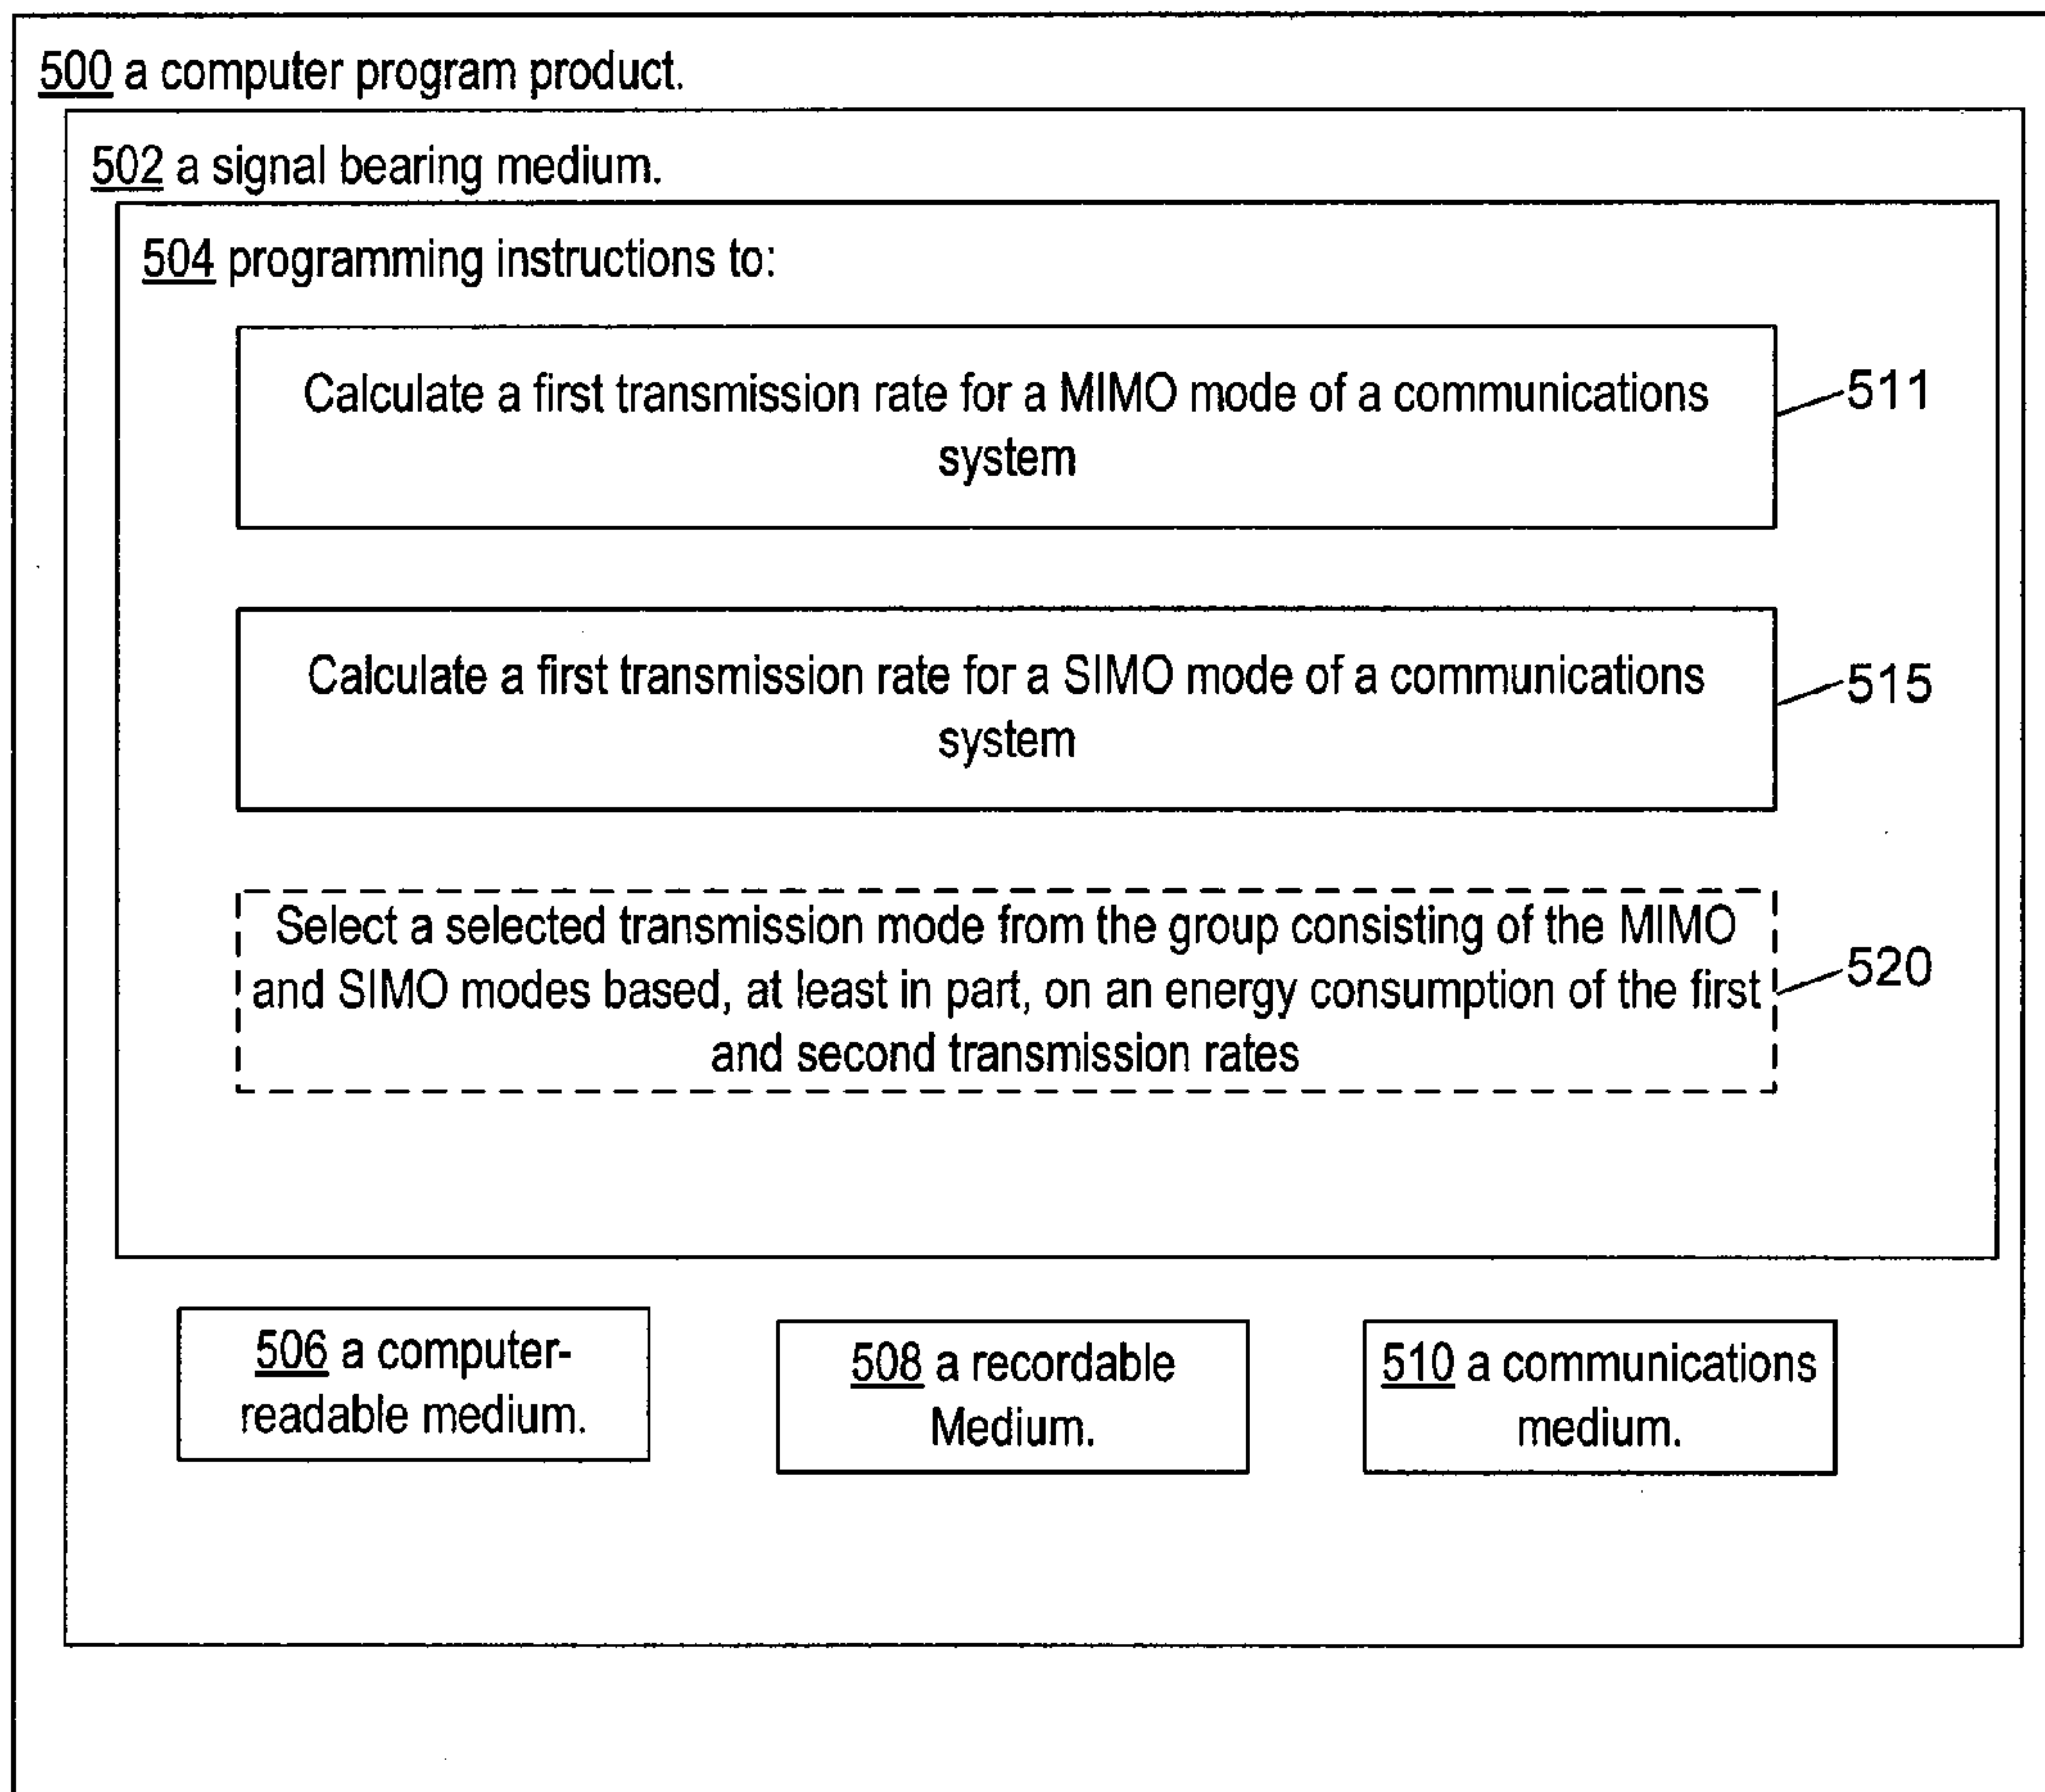 500 a computer program product.
502 a signal bearing medium.
504 programming instructions to:
Calculate a first transmission rate for a MIMO mode of a communications
system
511
Calculate a first transmission rate for a SIMO mode of a communications
system
515
Select a selected transmission mode from the group consisting of the MIMO
and SIMO modes based, at least in part, on an energy consumption of the first
and second transmission rates
520
506 a computer-
readable medium.
508 a recordable
Medium.
510 a communications
medium.